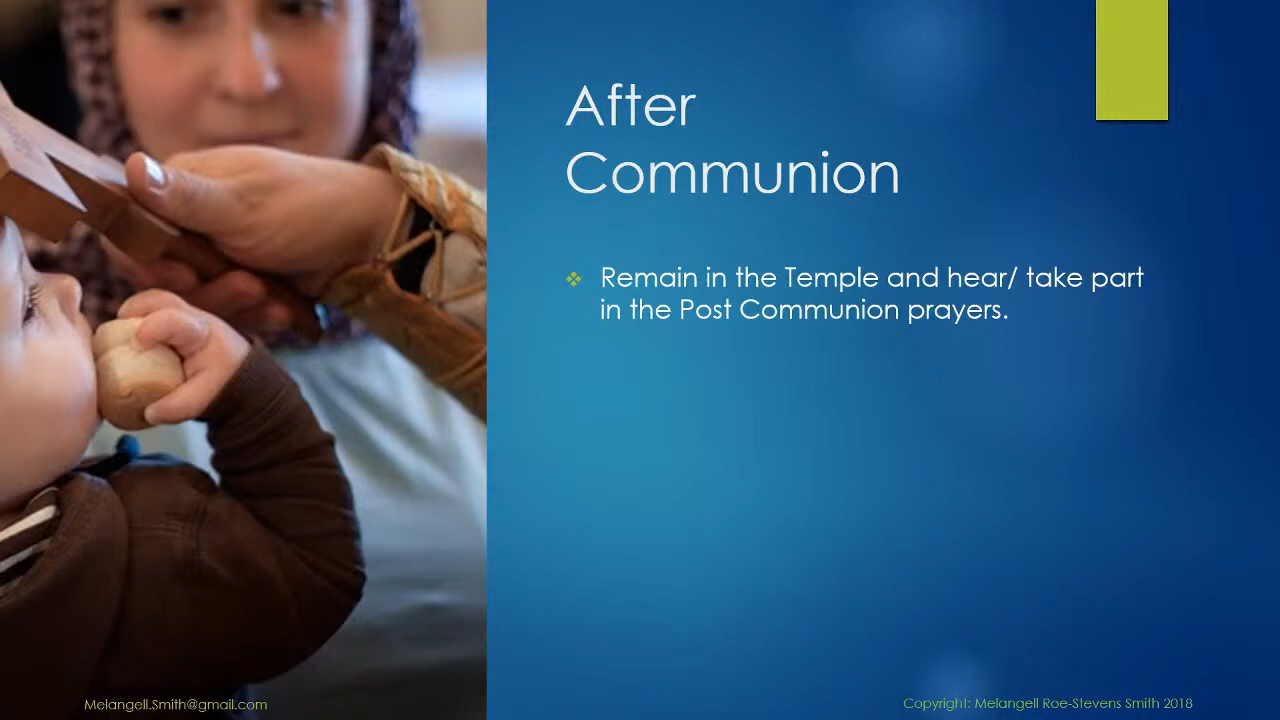 After
Communion
Remain in the Temple and hear/ take part
in the Post Communion prayers.
Melangell.Smith@gmail.com
Copyright: Melangell Roe-Stevens Smith 2018